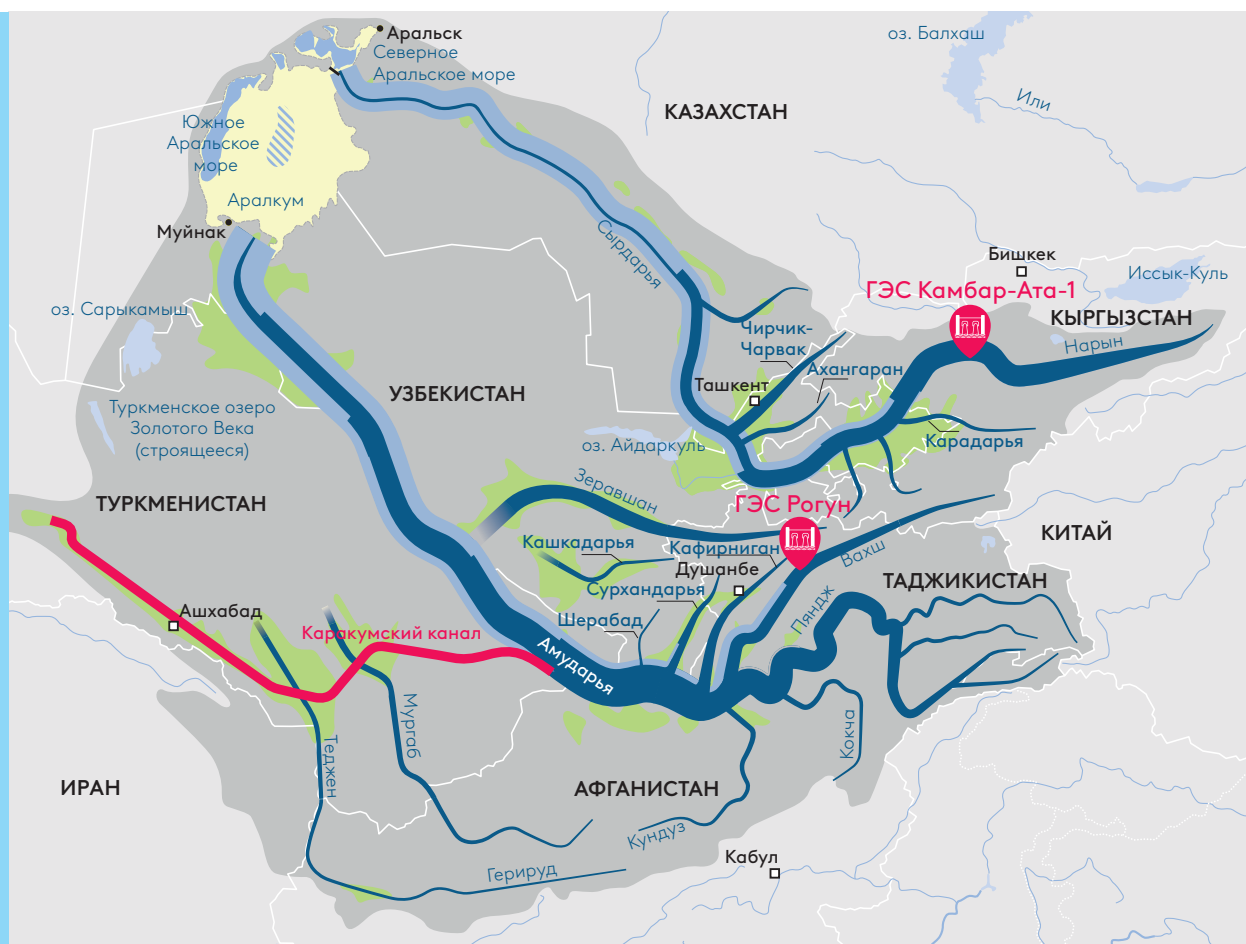 Аральск
Северное
Аральское море
оз. Балхаш
Или
КАЗАХСТАН
Южное
Аральское
море
Аралкум
Муйнак
Сырдарья
Бишкек
Иссык-Куль
ГЭС Камбар-Ата-1
КЫРГЫЗСТАН
Нарын
оз. Сарыкамыш
Чирчик-
Чарвак
Ахангаран
Ташкент
УЗБЕКИСТАН
Туркменское озеро
Золотого Века
(строящееся)
оз. Айдаркуль
Карадарья
Зеравшан
ТУРКМЕНИСТАН
ГЭС Рогун
КИТАЙ
Кашкадарья
Кафирниган
Вахш
Душанбе
ТАДЖИКИСТАН
Сурхандарья
Шерабад
Пяндж
Ашхабад
Каракумский канал
Амударья
Мургаб
Теджен
Кокча
ИРАН
АФГАНИСТАН
Кундуз
Герируд
Кабул